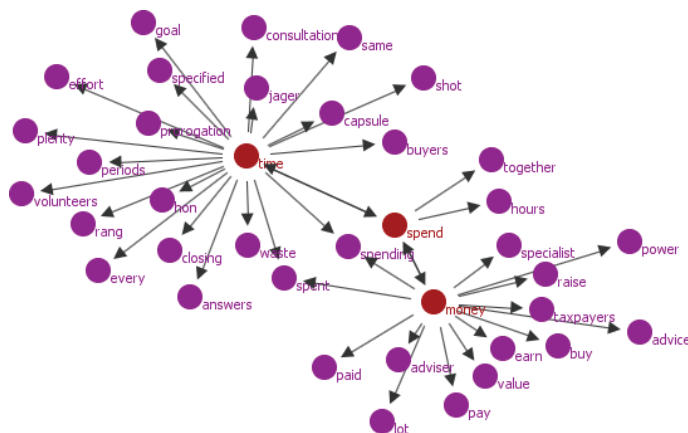 goal
consultation
same
effort
specified
jager
shot
capsule
plenty
prorogation
buyers
time
together
periods
volunteers
hon
hours
rang
spend
closing
waste
spending
specialist
power
every
spent
raise
answers
money
taxpayers
advice
earn
buy
paid
adviser
value
lot
pay